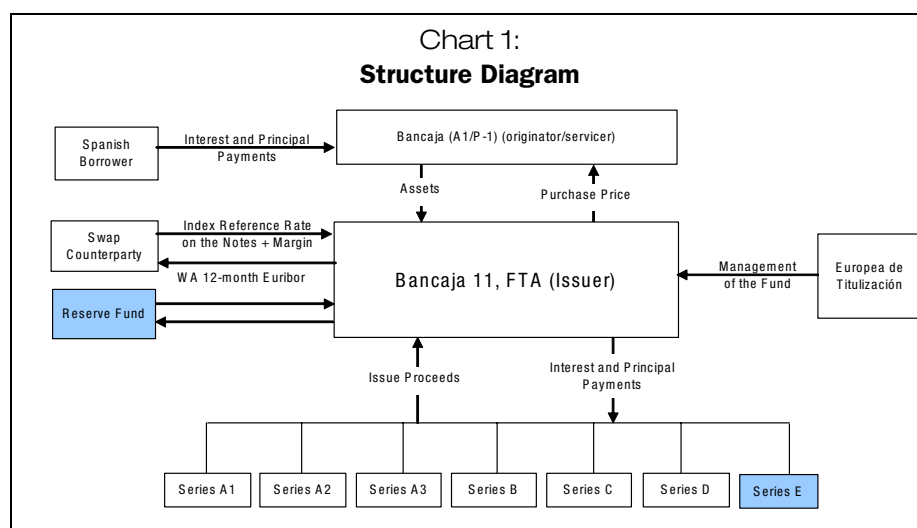 Chart 1:
Structure Diagram
Spanish
Borrower
Interest and Principal
Payments
Bancaja (A1/P-1) (originator/servicer)
Assets
Purchase Price
Swap
Counterparty
Index Reference Rate
on the Notes + Margin
WA 12-month Euribor
Bancaja 11, FTA (Issuer)
Management
of the Fund
Europea de
Titulización
Reserve Fund
Issue Proceeds
Interest and Principal
Payments
Series A1
Series A2
Series A3
Series B
Series C
Series D
Series E